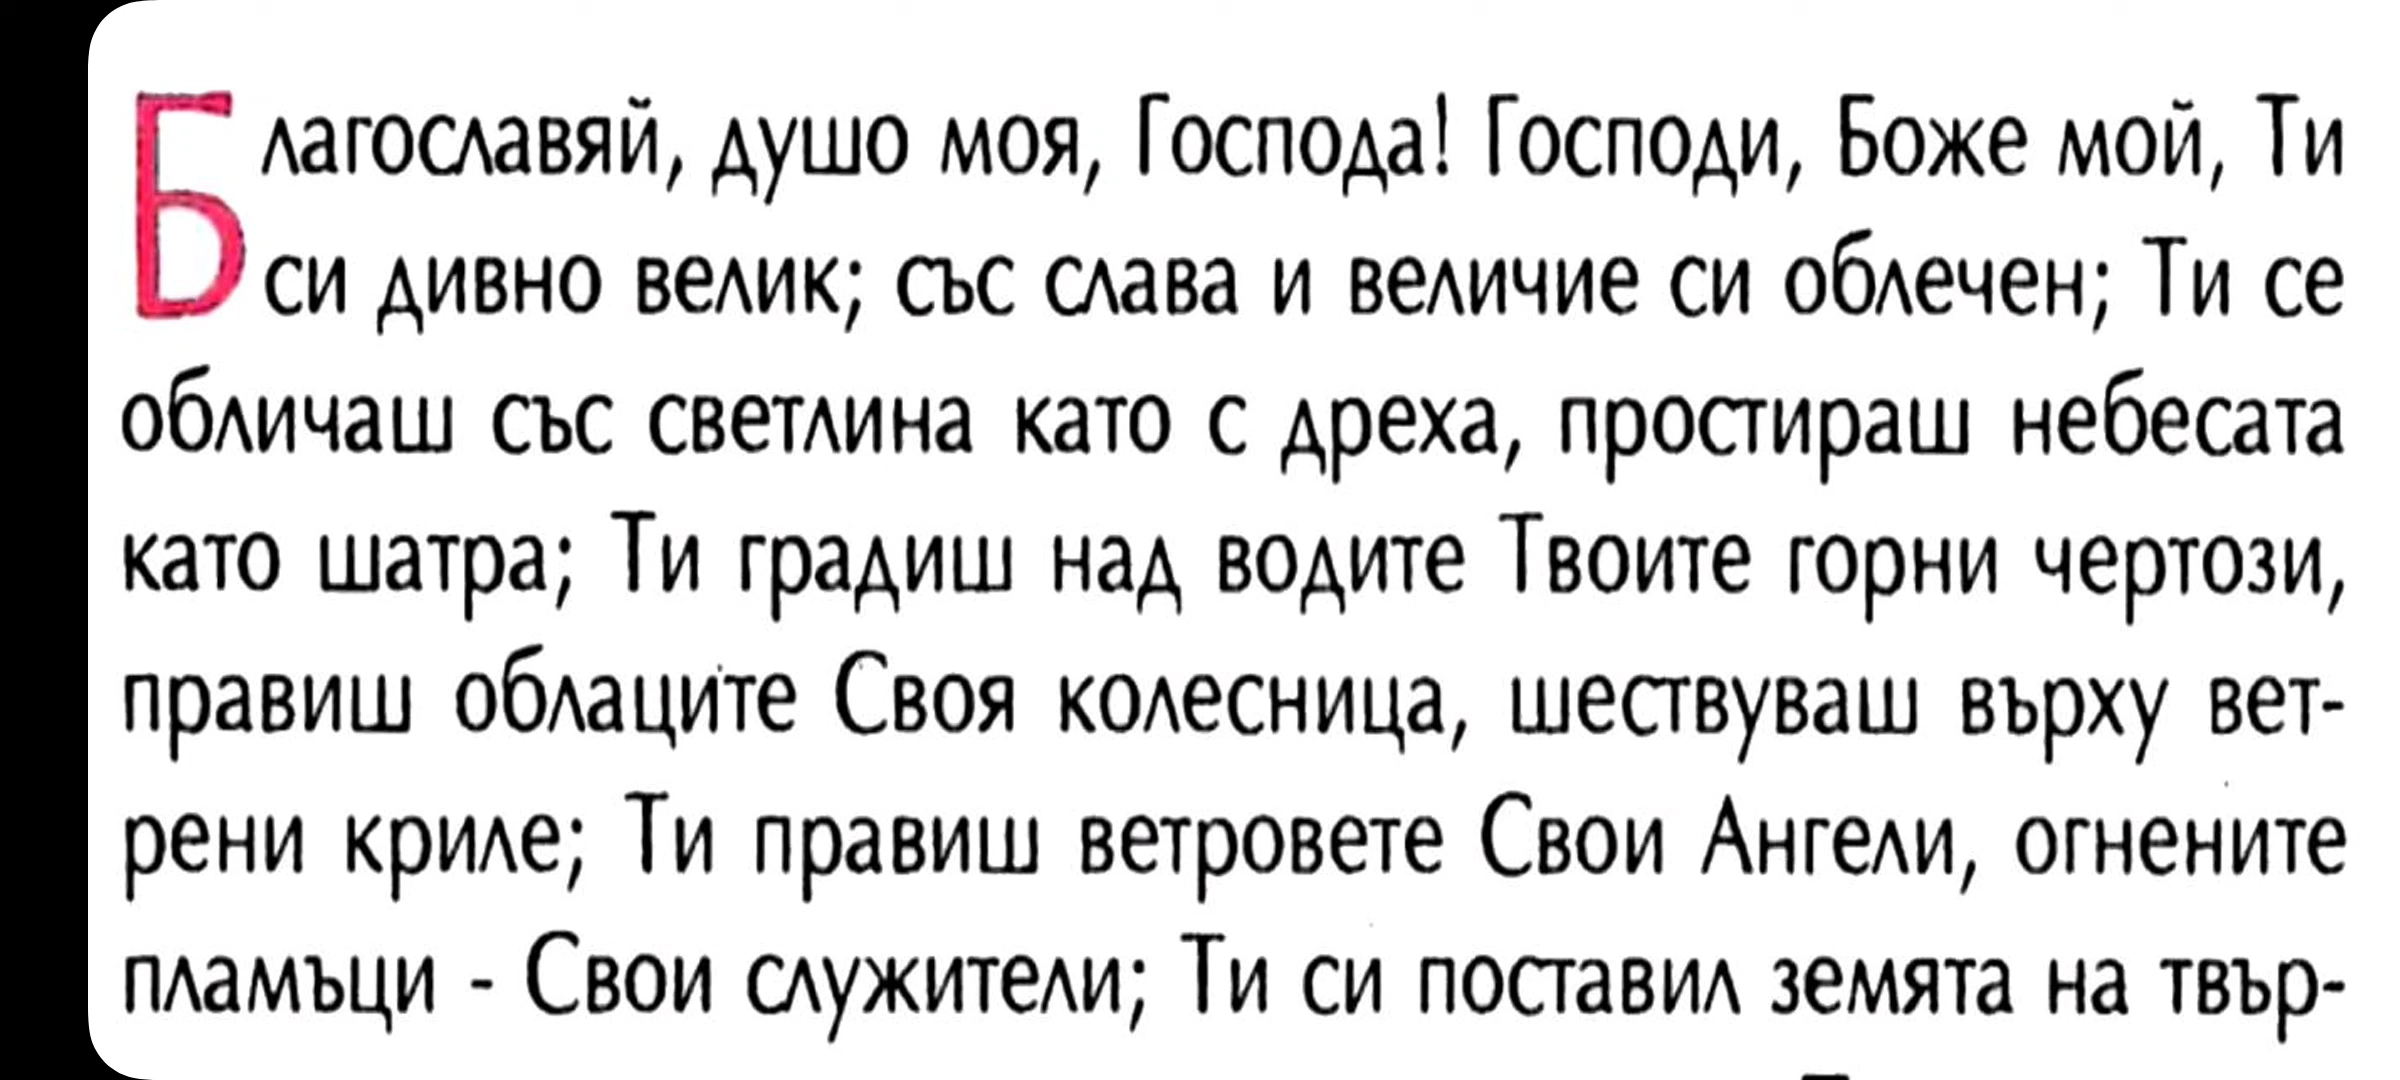 Благославяй, душо моя, Господа! Господи, Боже мой, Ти
си дивно велик; със слава и величие си облечен; Ти се
обличаш със светлина като с дреха, простираш небесата
като шатра; Ти градиш над водите Твоите горни чертози,
правиш облаците Своя колесница, шествуваш върху вет-
рени криле; Ти правиш ветровете Свои Ангели, огнените
пламъци - Свои служители; Ти си поставил земята на твър-